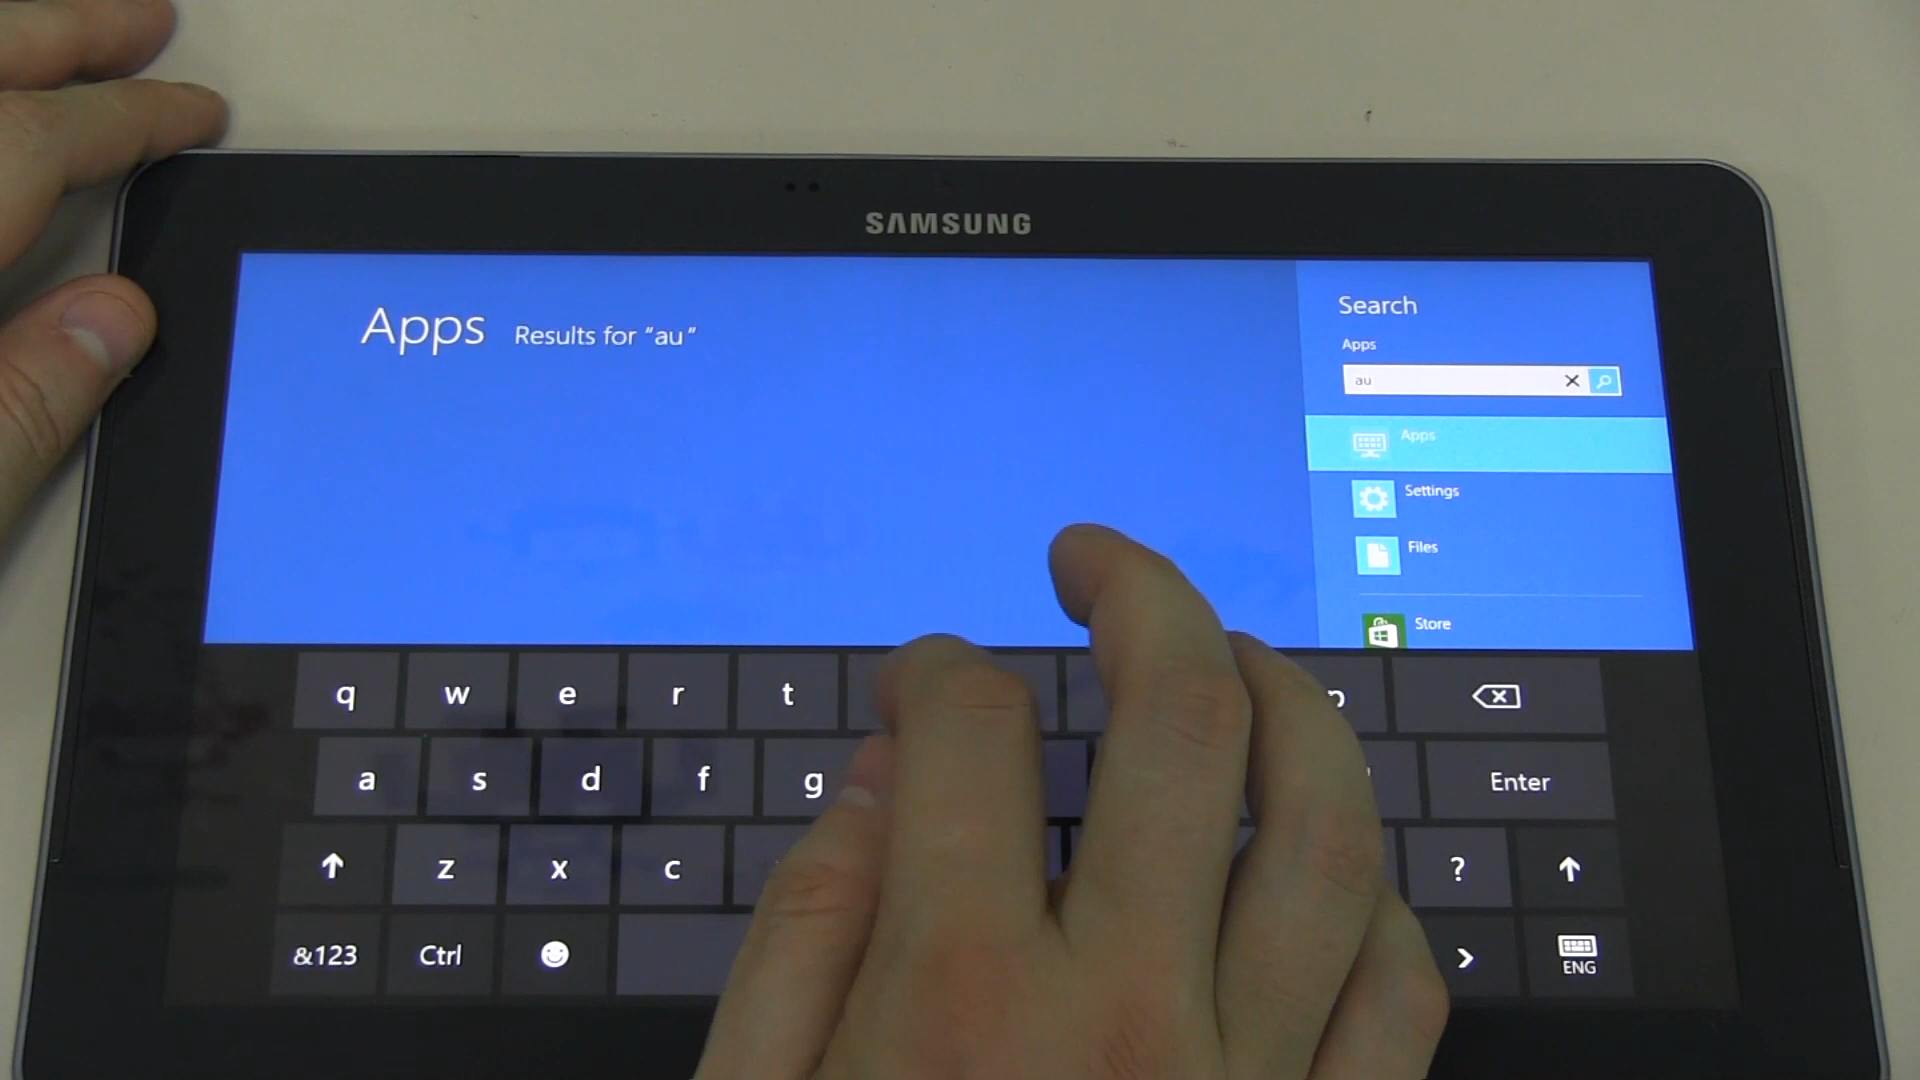 SAMSUNG
Apps Results for "au"
Search
Apps
au
Apps
Settings
Files
Store
q w e r t p
a s d f g ' Enter
z x c ?
&123 Ctrl > ENG